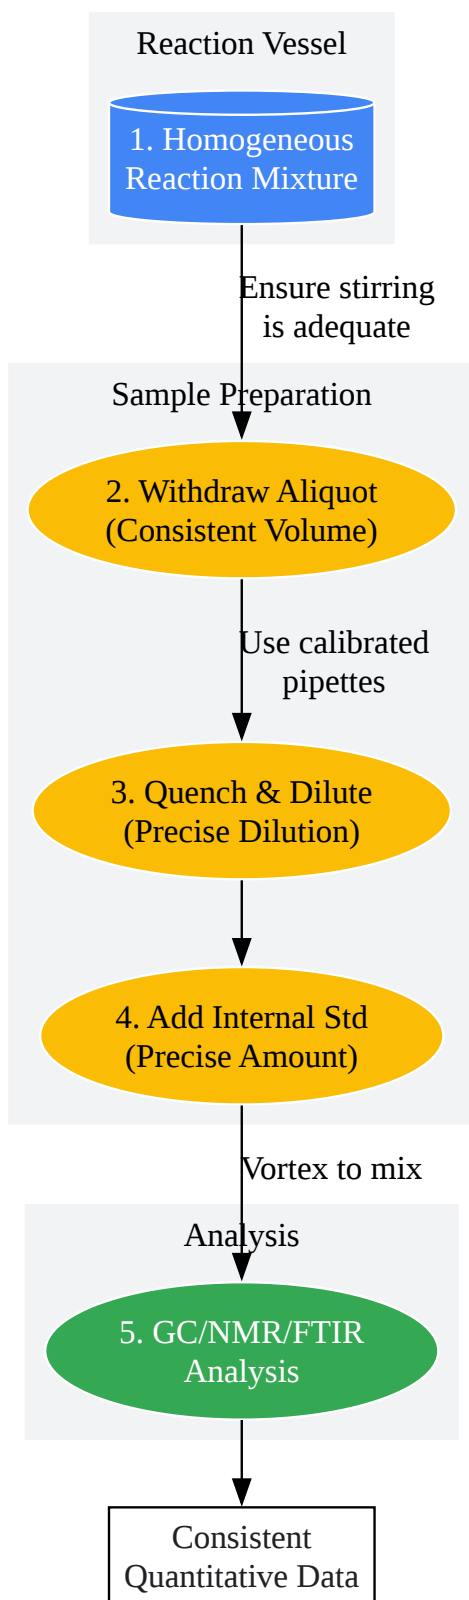 Reaction Vessel
1. Homogeneous
Reaction Mixture
Ensure stirring
is adequate
Sample Preparation
2. Withdraw Aliquot
(Consistent Volume)
Use calibrated
pipettes
3. Quench & Dilute
(Precise Dilution)
4. Add Internal Std
(Precise Amount)
Vortex to mix
Analysis
5. GC/NMR/FTIR
Analysis
Consistent
Quantitative Data